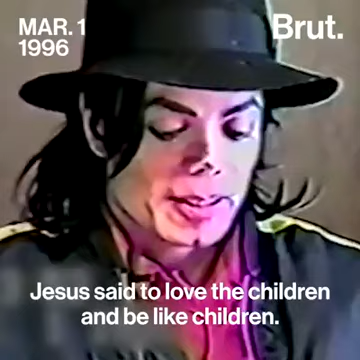 MAR. 1
1996
Brut.
Jesus said to love the children
and be like children.